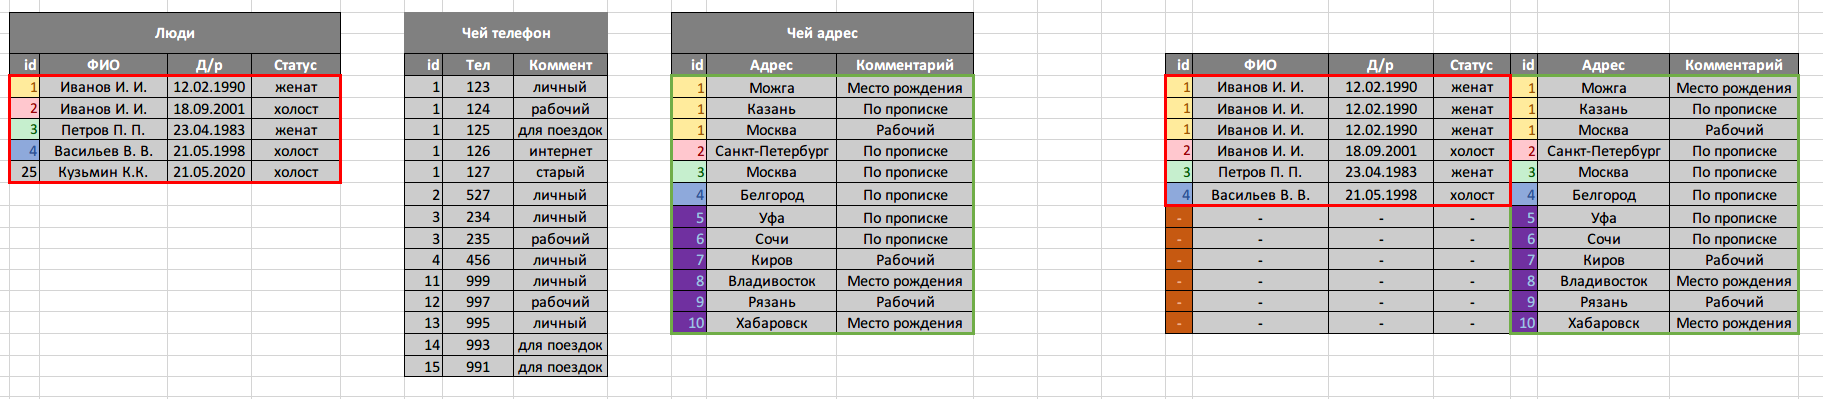 Люди Чей телефон Чей адрес
id ФИО Д/р Статус id Тел Коммент id Адрес Комментарий id ФИО Д/р Статус id Адрес Комментарий
1 Иванов И. И. 12.02.1990 женат 1 123 личный 1 Можга Место рождения 1 Иванов И. И. 12.02.1990 женат 1 Можга Место рождения
2 Иванов И. И. 18.09.2001 холост 1 124 рабочий 1 Казань По прописке 1 Иванов И. И. 12.02.1990 женат 1 Казань По прописке
3 Петров П. П. 23.04.1983 женат 1 125 для поездок 1 Москва Рабочий 1 Иванов И. И. 12.02.1990 женат 1 Москва Рабочий
4 Васильев В. В. 21.05.1998 холост 1 126 интернет 2 Санкт-Петербург По прописке 2 Иванов И. И. 18.09.2001 холост 2 Санкт-Петербург По прописке
25 Кузьмин К.К. 21.05.2020 холост 1 127 старый 3 Москва По прописке 3 Петров П. П. 23.04.1983 женат 3 Москва По прописке
2 527 личный 4 Белгород По прописке 4 Васильев В. В. 21.05.1998 холост 4 Белгород По прописке
3 234 личный 5 Уфа По прописке - - - - 5 Уфа По прописке
3 235 рабочий 6 Сочи По прописке - - - - 6 Сочи По прописке
4 456 личный 7 Киров Рабочий - - - - 7 Киров Рабочий
11 999 личный 8 Владивосток Место рождения - - - - 8 Владивосток Место рождения
12 997 рабочий 9 Рязань Рабочий - - - - 9 Рязань Рабочий
13 995 личный 10 Хабаровск Место рождения - - - - 10 Хабаровск Место рождения
14 993 для поездок
15 991 для поездок